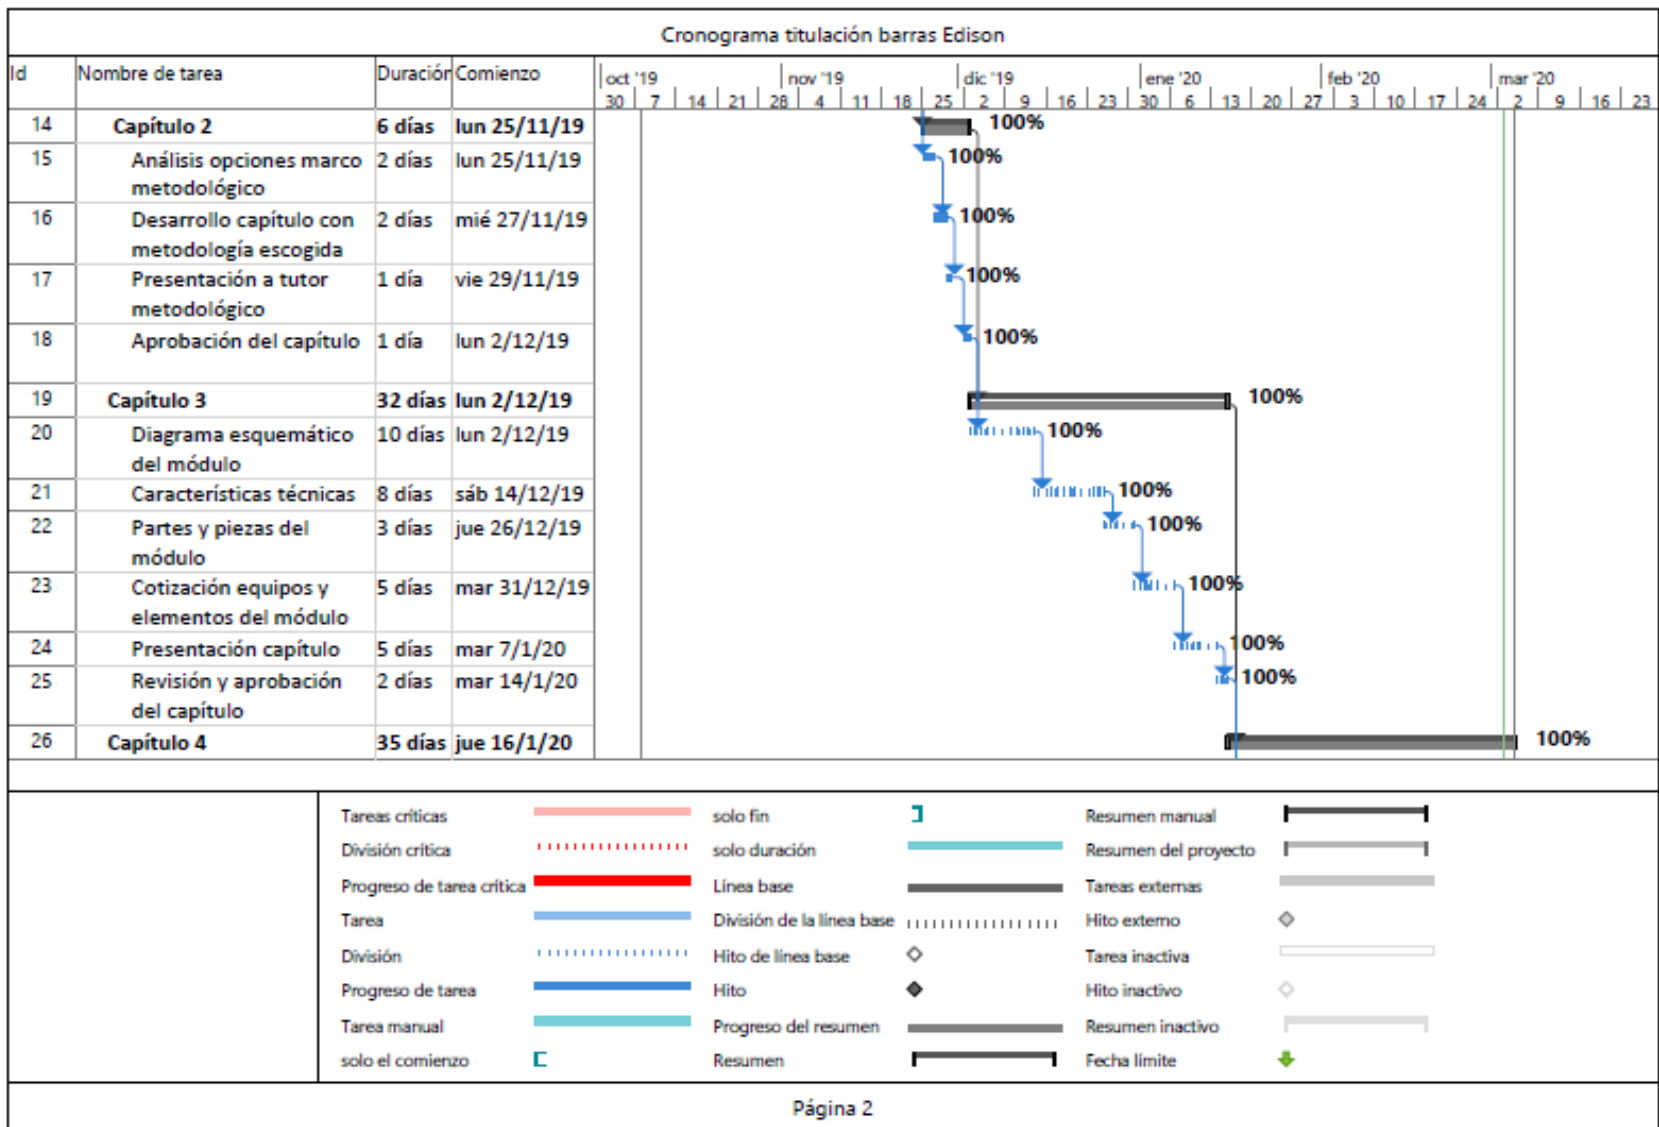 Cronograma titulación barras Edison
Id Nombre de tarea Duración Comienzo oct '19 nov '19 dic '19 ene '20 feb '20 mar '20
30 7 14 21 28 4 11 18 25 2 9 16 23 30 6 13 20 27 3 10 17 24 2 9 16 23
14 Capítulo 2 6 días lun 25/11/19 100%
15 Análisis opciones marco 2 días lun 25/11/19 100%
metodológico
16 Desarrollo capítulo con 2 días mié 27/11/19 100%
metodología escogida
17 Presentación a tutor 1 día vie 29/11/19 100%
metodológico
18 Aprobación del capítulo 1 día lun 2/12/19 100%
19 Capítulo 3 32 días lun 2/12/19 100%
20 Diagrama esquemático 10 días lun 2/12/19 100%
del módulo
21 Características técnicas 8 días sáb 14/12/19 100%
22 Partes y piezas del 3 días jue 26/12/19 100%
módulo
23 Cotización equipos y 5 días mar 31/12/19 100%
elementos del módulo
24 Presentación capítulo 5 días mar 7/1/20 100%
25 Revisión y aprobación 2 días mar 14/1/20 100%
del capítulo
26 Capítulo 4 35 días jue 16/1/20 100%
Tareas críticas solo fin Resumen manual
División crítica solo duración Resumen del proyecto
Progreso de tarea crítica Línea base Tareas externas
Tarea División de la línea base Hito externo
División Hito de línea base Tarea inactiva
Progreso de tarea Hito Hito inactivo
Tarea manual Progreso del resumen Resumen inactivo
solo el comienzo Resumen Fecha límite
Página 2